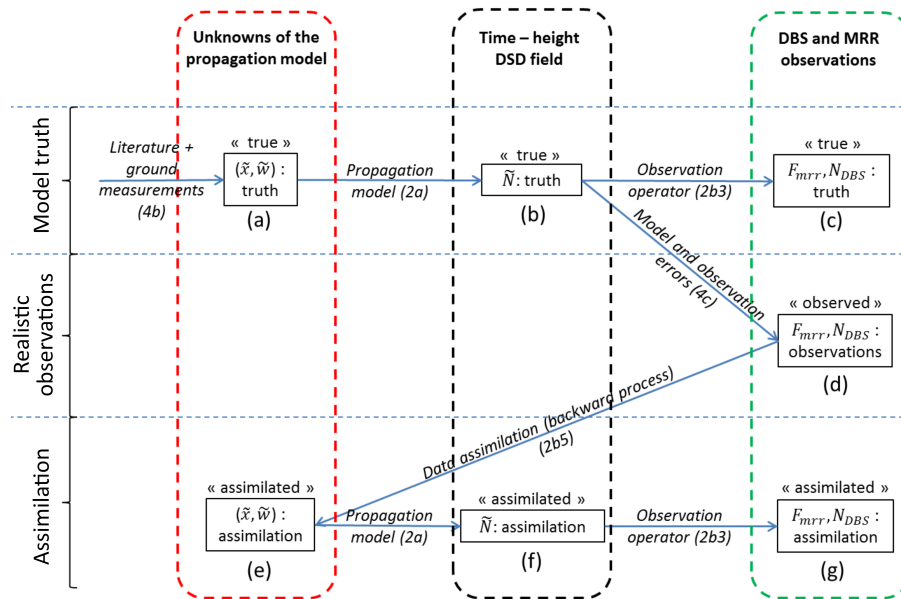 Unknowns of the
propagation model
Time – height
DSD field
DBS and MRR
observations
Model truth
Literature +
ground
measurements
(4b)
« true »
(x̃, w̃) :
truth
(a)
Propagation
model (2a)
« true »
Ñ: truth
(b)
Observation
operator (2b3)
« true »
F_mrr, N_DBS :
truth
(c)
Model and observation
errors (4c)
Realistic
observations
« observed »
F_mrr, N_DBS :
observations
(d)
Data assimilation (backward process)
(2b5)
Assimilation
« assimilated »
(x̃, w̃) :
assimilation
(e)
Propagation
model (2a)
« assimilated »
Ñ: assimilation
(f)
Observation
operator (2b3)
« assimilated »
F_mrr, N_DBS :
assimilation
(g)